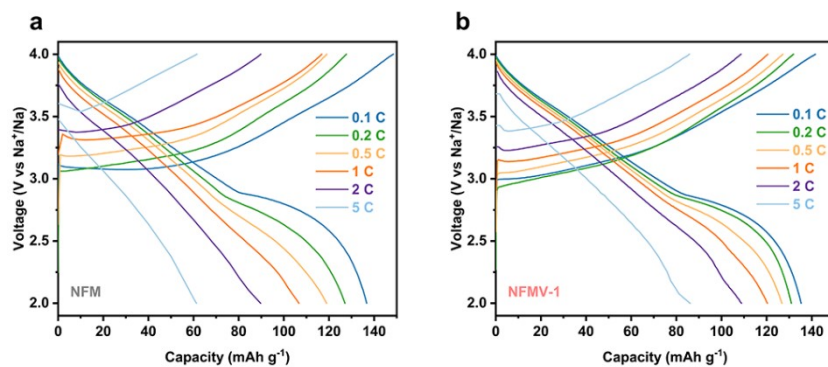 a
4.0
3.5
3.0
2.5
2.0
Voltage (V vs Na⁺/Na)
0.1 C
0.2 C
0.5 C
1 C
2 C
5 C
NFM
0 20 40 60 80 100 120 140
Capacity (mAh g⁻¹)
b
4.0
3.5
3.0
2.5
2.0
Voltage (V vs Na⁺/Na)
0.1 C
0.2 C
0.5 C
1 C
2 C
5 C
NFMV-1
0 20 40 60 80 100 120 140
Capacity (mAh g⁻¹)